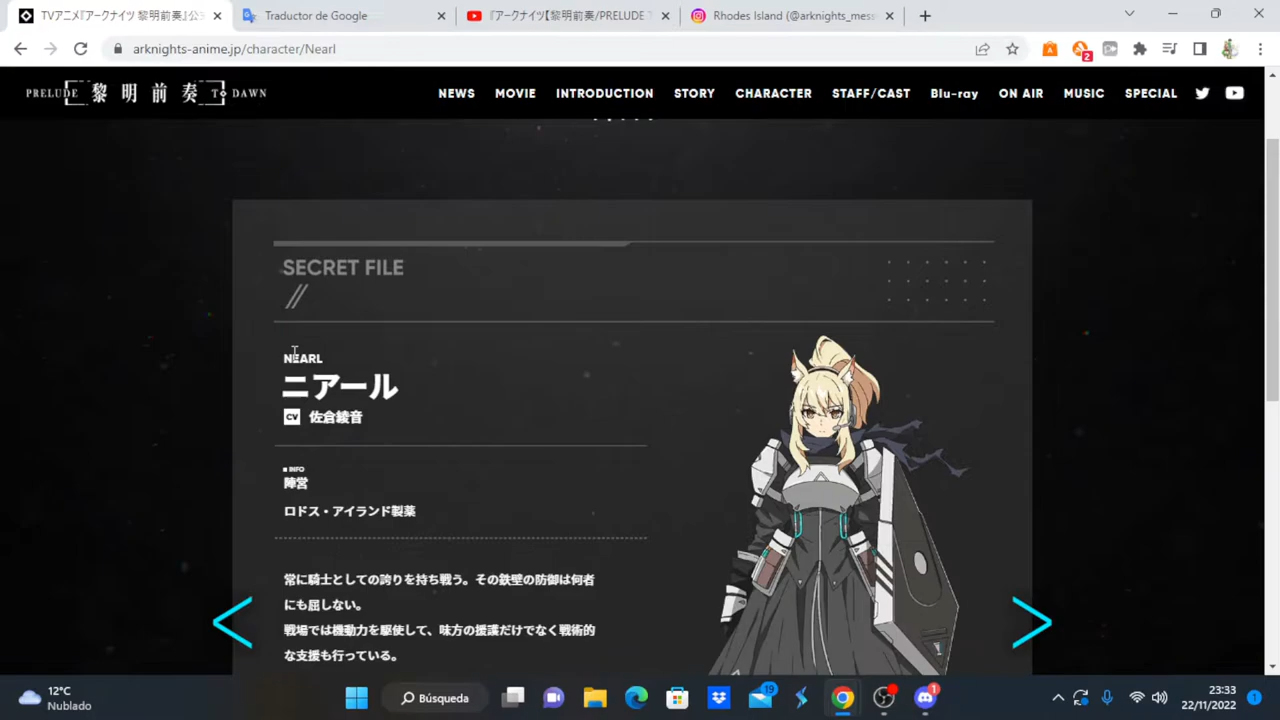 TVアニメ『アークナイツ 黎明前奏』公式
Traductor de Google
『アークナイツ【黎明前奏/PRELUDE T
Rhodes Island (@arknights_mess
arknights-anime.jp/character/Nearl
2
PRELUDE 黎明前奏 TO DAWN
NEWS MOVIE INTRODUCTION STORY CHARACTER STAFF/CAST Blu-ray ON AIR MUSIC SPECIAL
SECRET FILE
//
NEARL
ニアール
CV 佐倉綾音
INFO
陣営
ロドス・アイランド製薬
常に騎士としての誇りを持ち戦う。その鉄壁の防御は何者
にも屈しない。
戦場では機動力を駆使して、味方の援護だけでなく戦術的
な支援も行っている。
12°C
Nublado
Búsqueda
19
1
23:33
22/11/2022
1